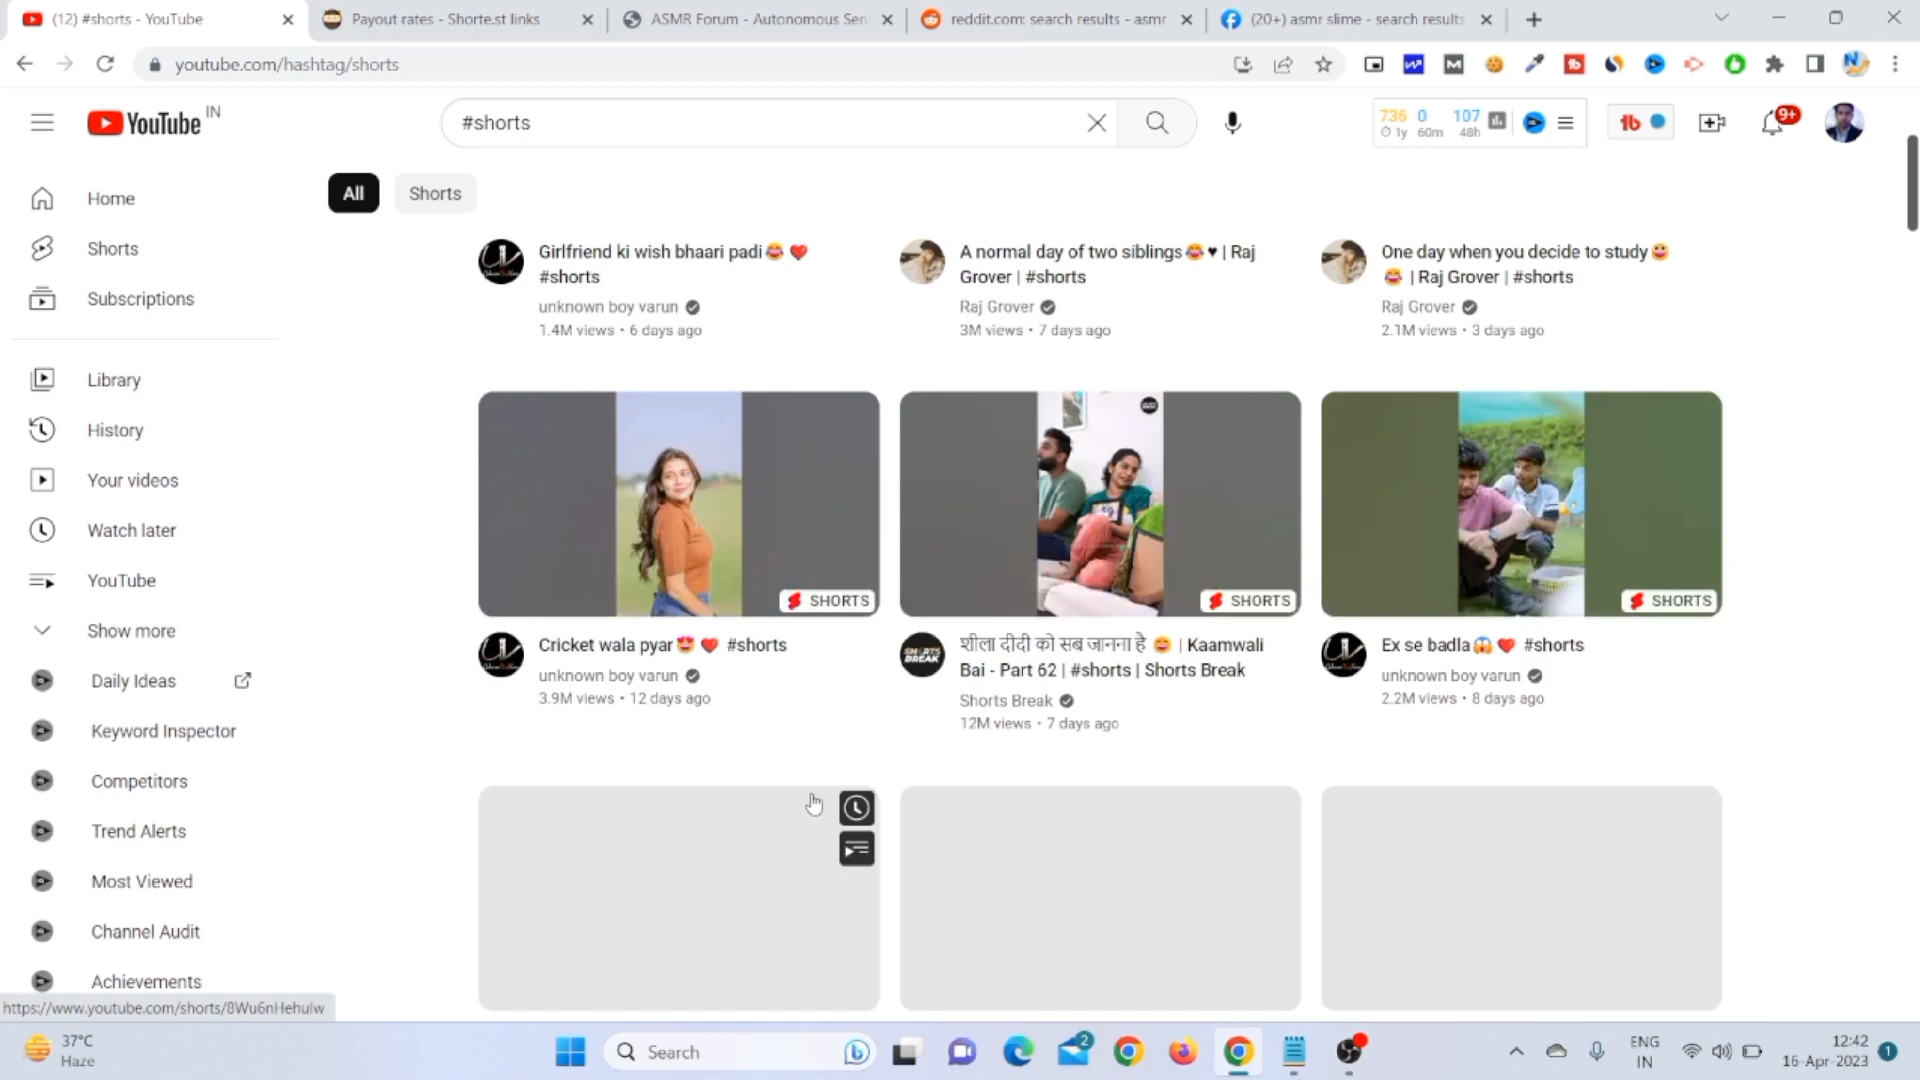 (12) #shorts - YouTube
Payout rates - Shorte.st links
ASMR Forum - Autonomous Sen
reddit.com: search results - asmr
(20+) asmr slime - search results
youtube.com/hashtag/shorts
YouTube IN
#shorts
736 0 107
1y 60m 48h
9+
All
Shorts
Home
Shorts
Subscriptions
Library
History
Your videos
Watch later
YouTube
Show more
Daily Ideas
Keyword Inspector
Competitors
Trend Alerts
Most Viewed
Channel Audit
Achievements
Girlfriend ki wish bhaari padi😂 ❤️
#shorts
unknown boy varun
1.4M views • 6 days ago
A normal day of two siblings😂♥ | Raj
Grover | #shorts
Raj Grover
3M views • 7 days ago
One day when you decide to study😀
😂 | Raj Grover | #shorts
Raj Grover
2.1M views • 3 days ago
SHORTS
SHORTS
SHORTS
Cricket wala pyar😍 ❤️ #shorts
unknown boy varun
3.9M views • 12 days ago
SHORTS
BREAK
शीला दीदी को सब जानना है 😄 | Kaamwali
Bai - Part 62 | #shorts | Shorts Break
Shorts Break
12M views • 7 days ago
Ex se badla😱 ❤️ #shorts
unknown boy varun
2.2M views • 8 days ago
https://www.youtube.com/shorts/8Wu6nHehuIw
37°C
Haze
Search
2
ENG
IN
12:42
16-Apr-2023
1